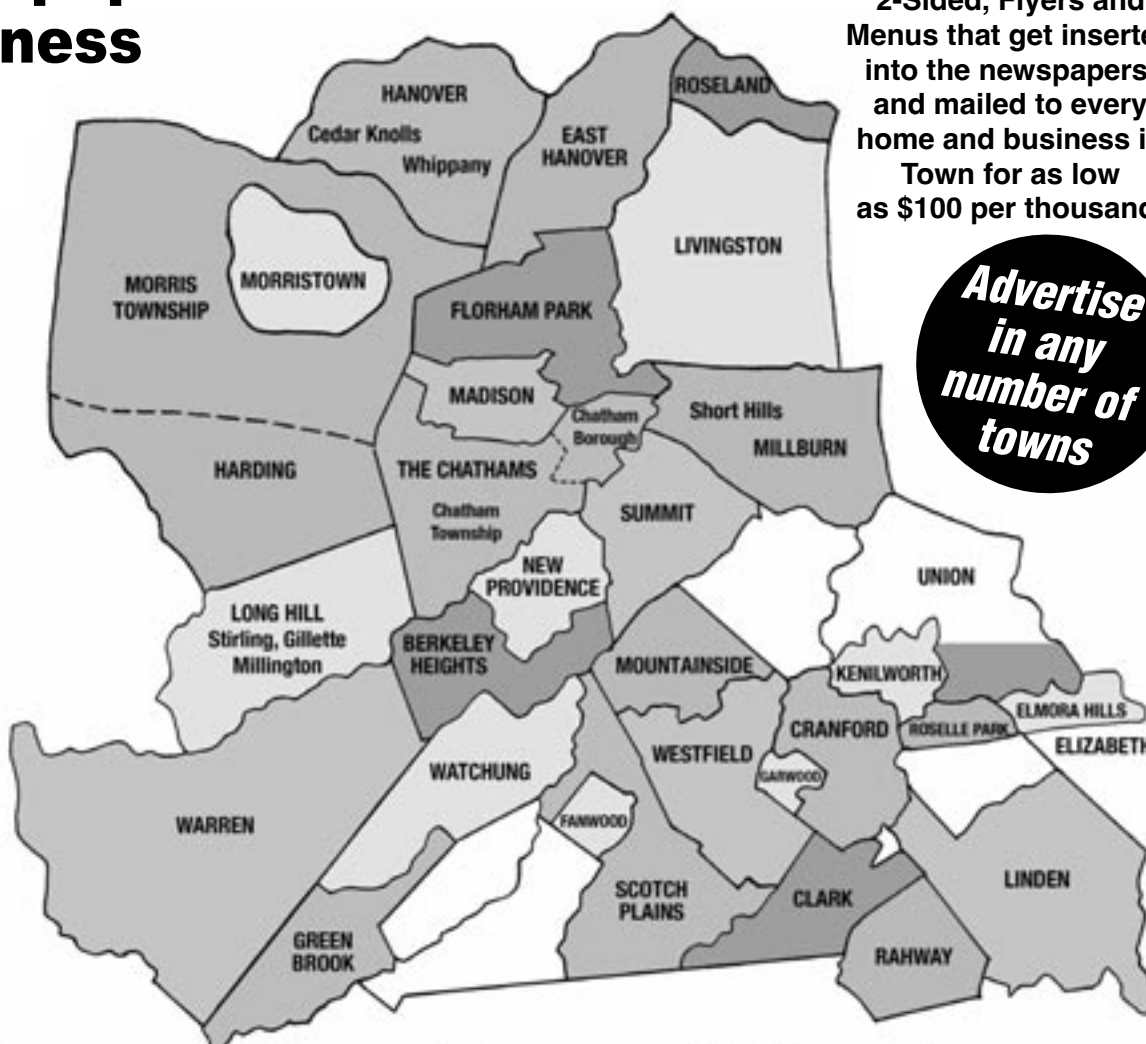 ness
2-Sided, Flyers and
Menus that get inserte
into the newspapers
and mailed to every
home and business i
Town for as low
as $100 per thousand
Advertise
in any
number of
towns
HANOVER
Cedar Knolls
Whippany
EAST
HANOVER
ROSELAND
LIVINGSTON
MORRIS
TOWNSHIP
MORRISTOWN
FLORHAM PARK
MADISON
Chatham
Borough
Short Hills
MILLBURN
HARDING
THE CHATHAMS
Chatham
Township
SUMMIT
NEW
PROVIDENCE
UNION
LONG HILL
Stirling, Gillette
Millington
BERKELEY
HEIGHTS
MOUNTAINSIDE
KENILWORTH
ELMORA HILLS
CRANFORD
ROSELLE PARK
ELIZABETH
WESTFIELD
GARWOOD
WATCHUNG
WARREN
FANWOOD
SCOTCH
PLAINS
CLARK
LINDEN
GREEN
BROOK
RAHWAY